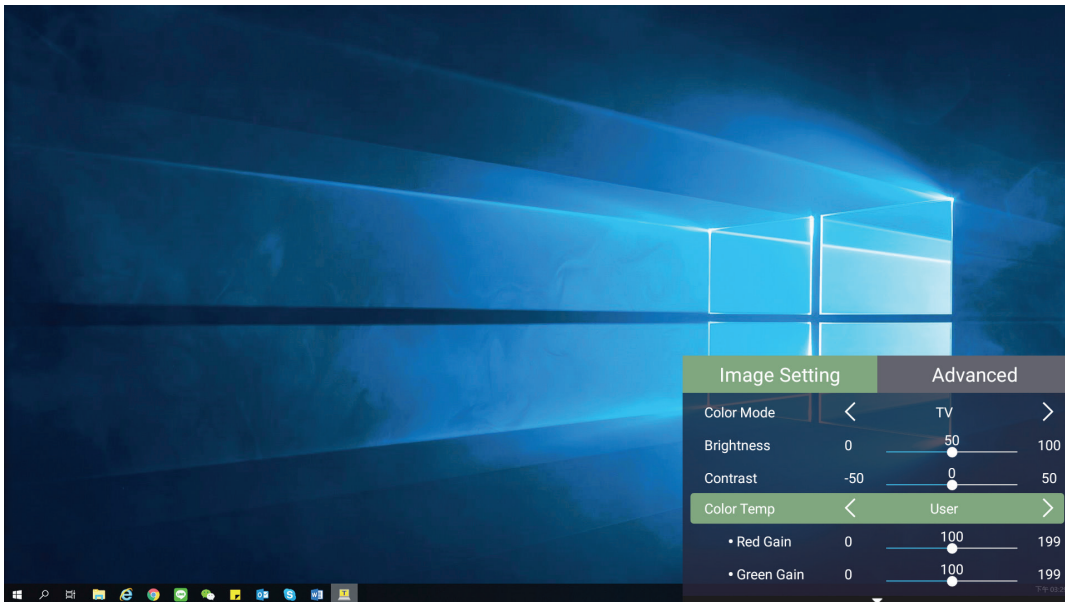 Image Setting Advanced
Color Mode TV
Brightness 0 50 100
Contrast -50 0 50
Color Temp User
• Red Gain 0 100 199
• Green Gain 0 100 199